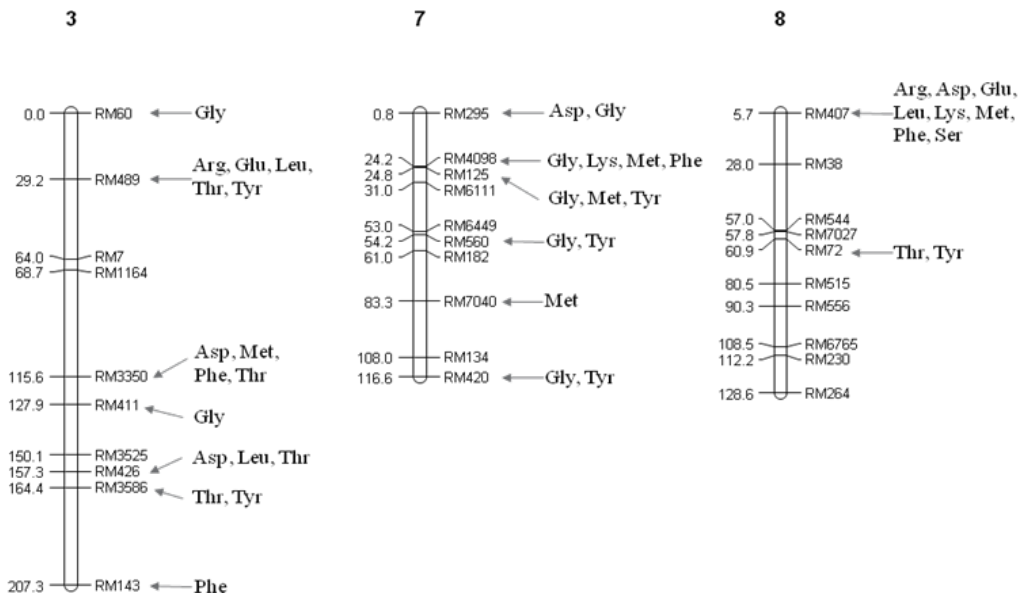 3
0.0 RM60 Gly
29.2 RM489 Arg, Glu, Leu,
Thr, Tyr
64.0 RM7
68.7 RM1164
115.6 RM3350 Asp, Met,
Phe, Thr
127.9 RM411 Gly
150.1 RM3525
157.3 RM426 Asp, Leu, Thr
164.4 RM3586 Thr, Tyr
207.3 RM143 Phe
7
0.8 RM295 Asp, Gly
24.2 RM4098 Gly, Lys, Met, Phe
24.8 RM125 Gly, Met, Tyr
31.0 RM6111
53.0 RM6449
54.2 RM560 Gly, Tyr
61.0 RM182
83.3 RM7040 Met
108.0 RM134
116.6 RM420 Gly, Tyr
8
5.7 RM407 Arg, Asp, Glu,
Leu, Lys, Met,
Phe, Ser
28.0 RM38
57.0 RM544
57.8 RM7027
60.9 RM72 Thr, Tyr
80.5 RM515
90.3 RM556
108.5 RM6765
112.2 RM230
128.6 RM264